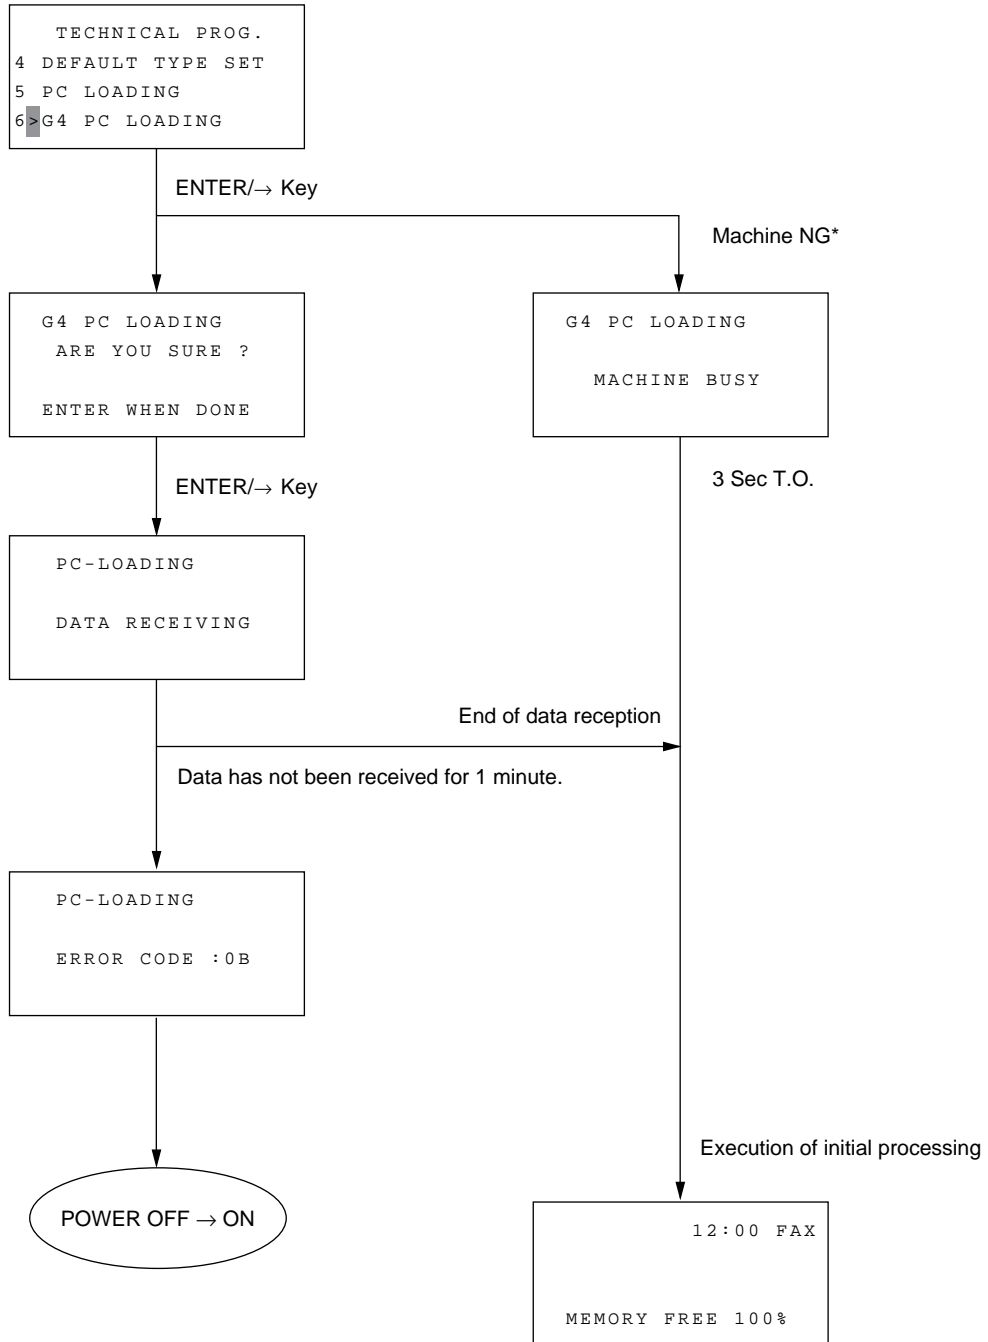 TECHNICAL PROG.
4 DEFAULT TYPE SET
5 PC LOADING
6>G4 PC LOADING
ENTER/→ Key
Machine NG*
G4 PC LOADING
ARE YOU SURE ?
ENTER WHEN DONE
G4 PC LOADING
MACHINE BUSY
ENTER/→ Key
3 Sec T.O.
PC-LOADING
DATA RECEIVING
End of data reception
Data has not been received for 1 minute.
PC-LOADING
ERROR CODE :0B
Execution of initial processing
POWER OFF → ON
12:00 FAX
MEMORY FREE 100%